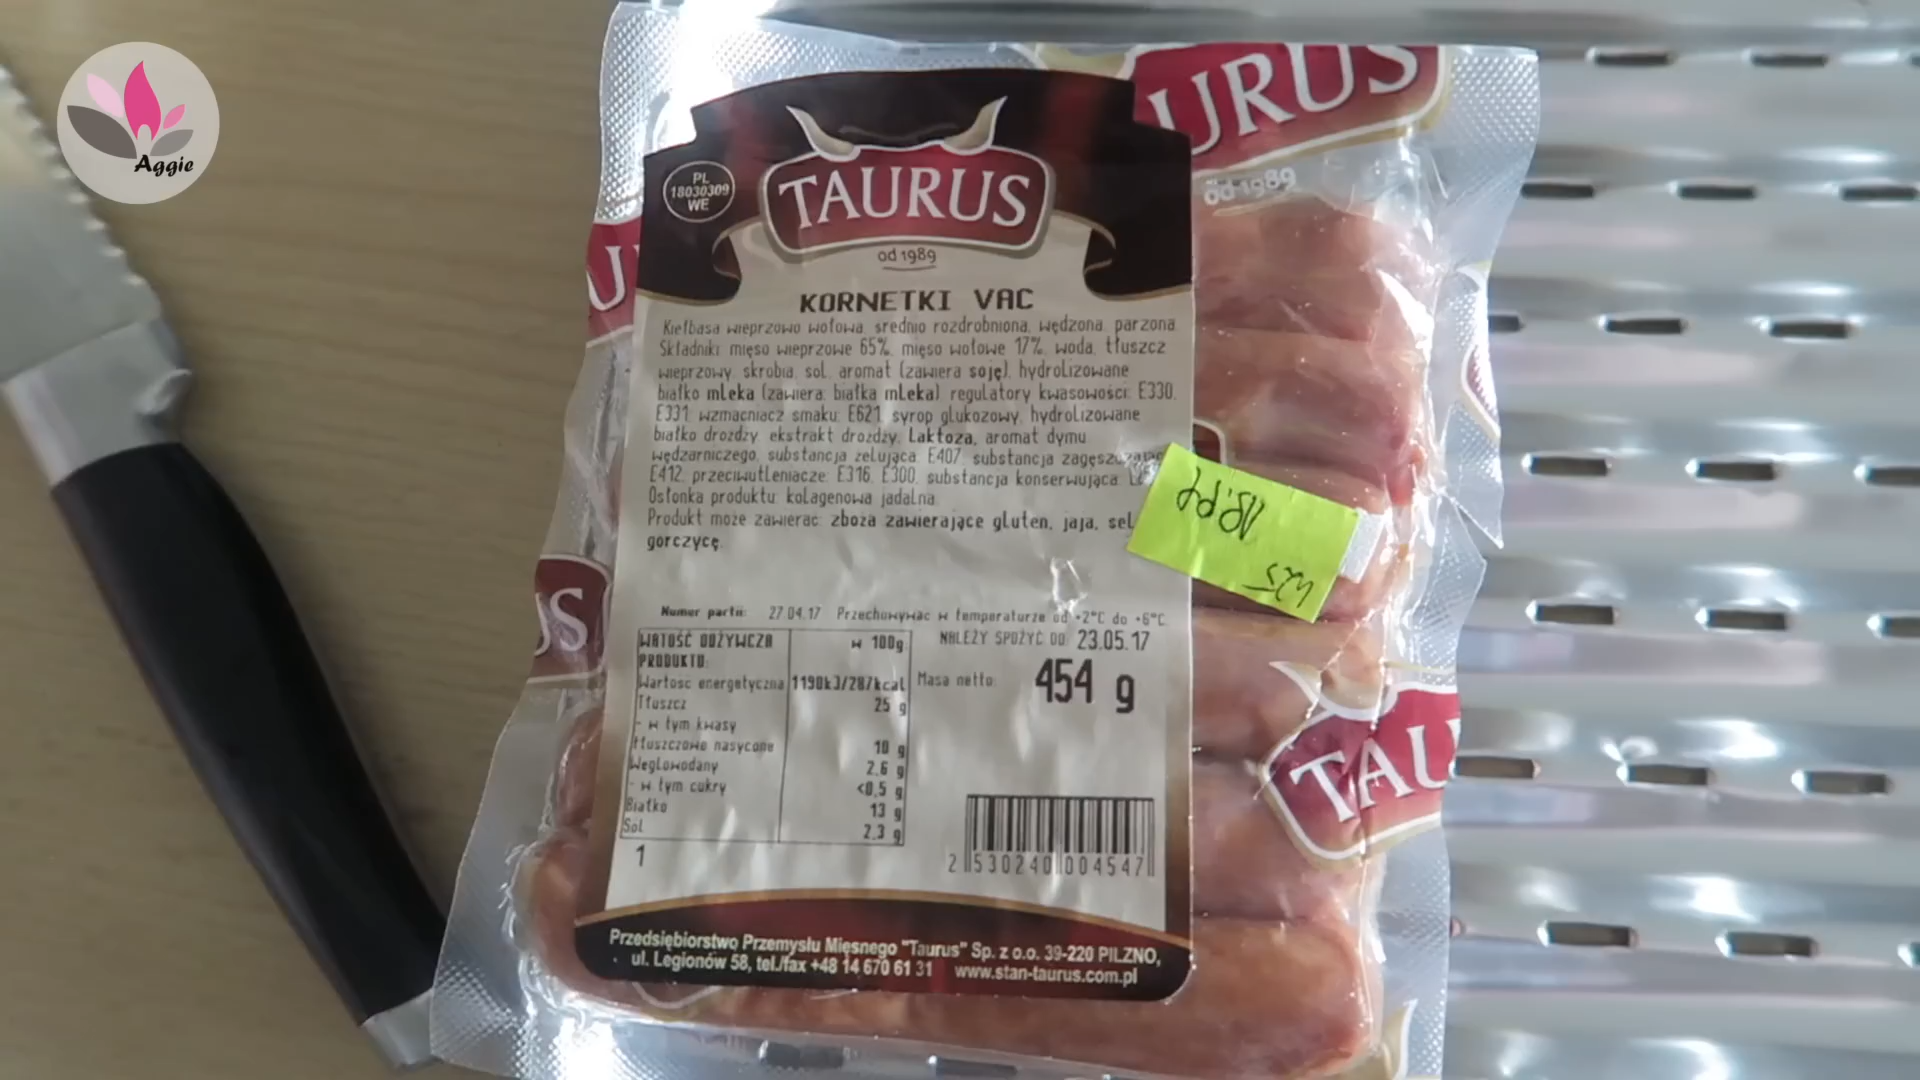 Aggie
URUS
od 1989
PL
18030309
WE
TAURUS
od 1989
KORNETKI VAC
Kiełbasa wieprzowo wołowa, średnio rozdrobniona, wędzona, parzona.
Składniki: mięso wieprzowe 65%, mięso wołowe 17%, woda, tłuszcz
wieprzowy, skrobia, sól, aromat (zawiera soję), hydrolizowane
białko mleka (zawiera: białka mleka) regulatory kwasowości: E330,
E331, wzmacniacz smaku: E621, syrop glukozowy, hydrolizowane
białko drożdży, ekstrakt drożdży, Laktoza, aromat dymu
wędzarniczego, substancja żelująca: E407, substancja
E412, przeciwutleniacze: E316, E300, substancja konserwująca:
Osłonka produktu: kolagenowa jadalna.
Produkt może zawierać: zboża zawierające gluten, jaja, sel
gorczycę.
Numer partii: 27.04.17 Przechowywać w temperaturze od +2°C do +6°C
WARTOŚĆ ODŻYWCZA w 100g
PRODUKTU:
NALEŻY SPOŻYĆ DO: 23.05.17
Wartość energetyczna 1190kJ/287kcal
Masa netto: 454 g
Tłuszcz 25 g
- w tym kwasy
tłuszczowe nasycone 10 g
Węglowodany 2,6 g
- w tym cukry <0,5 g
Białko 13 g
Sól 2,3 g
1
2 530240 004547
Przedsiębiorstwo Przemysłu Mięsnego "Taurus" Sp. z o.o. 39-220 PILZNO,
ul. Legionów 58, tel./fax +48 14 670 61 31 www.stan-taurus.com.pl
U
US
TAU